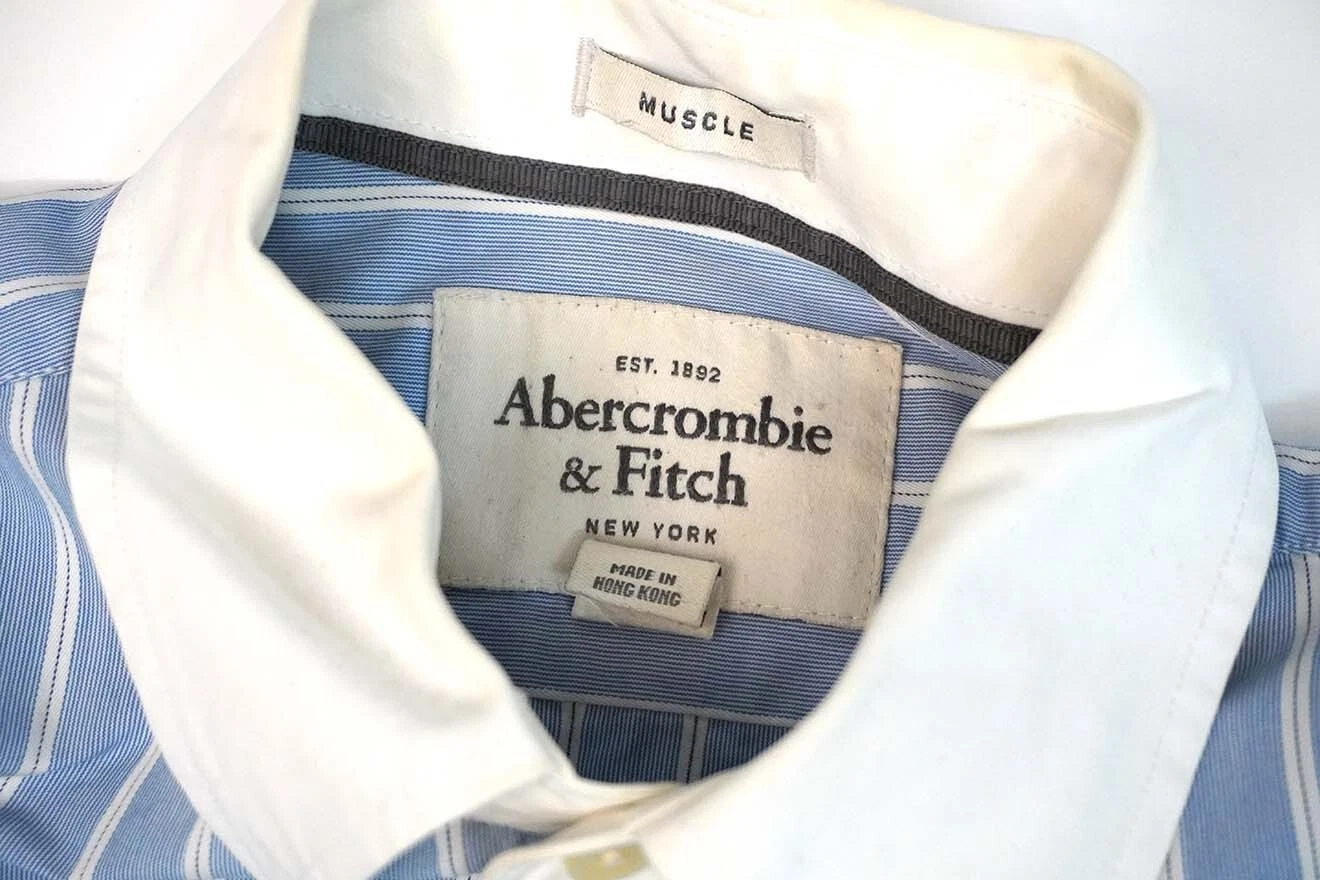 MUSCLE
EST. 1892
Abercrombie
& Fitch
NEW YORK
MADE IN
HONG KONG